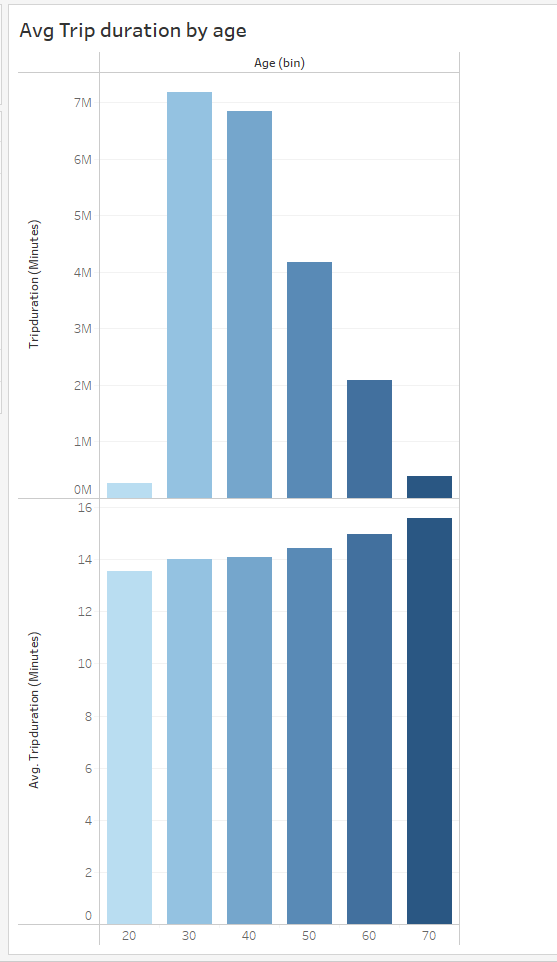 Avg Trip duration by age
Age (bin)
Tripduration (Minutes)
7M
6M
5M
4M
3M
2M
1M
0M
Avg. Tripduration (Minutes)
16
14
12
10
8
6
4
2
0
20 30 40 50 60 70